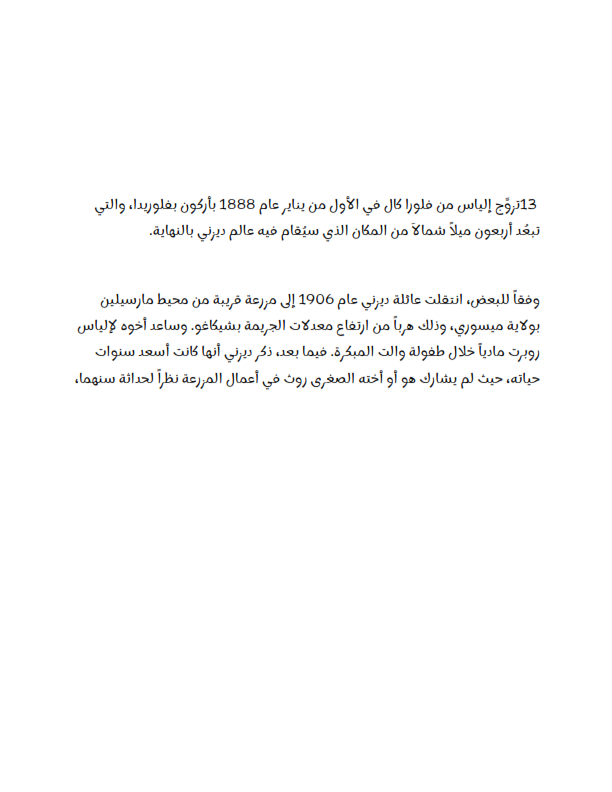 13تزوَّج إلياس من فلورا كال في الأول من يناير عام 1888 بأركون بفلوريدا، والتي
تبعُد أربعون ميلاً شمالاً من المكان الذي سيُقام فيه عالم ديزني بالنهاية.
وفقاً للبعض، انتقلت عائلة ديزني عام 1906 إلى مزرعة قريبة من محيط مارسيلين
بولاية ميسوري، وذلك هرباً من ارتفاع معدلات الجريمة بشيكاغو. وساعد أخوه لإلياس
روبرت مادياً خلال طفولة والت المبكرة. فيما بعد، ذكر ديزني أنها كانت أسعد سنوات
حياته، حيث لم يشارك هو أو أخته الصغرى روث في أعمال المزرعة نظراً لحداثة سنهما،